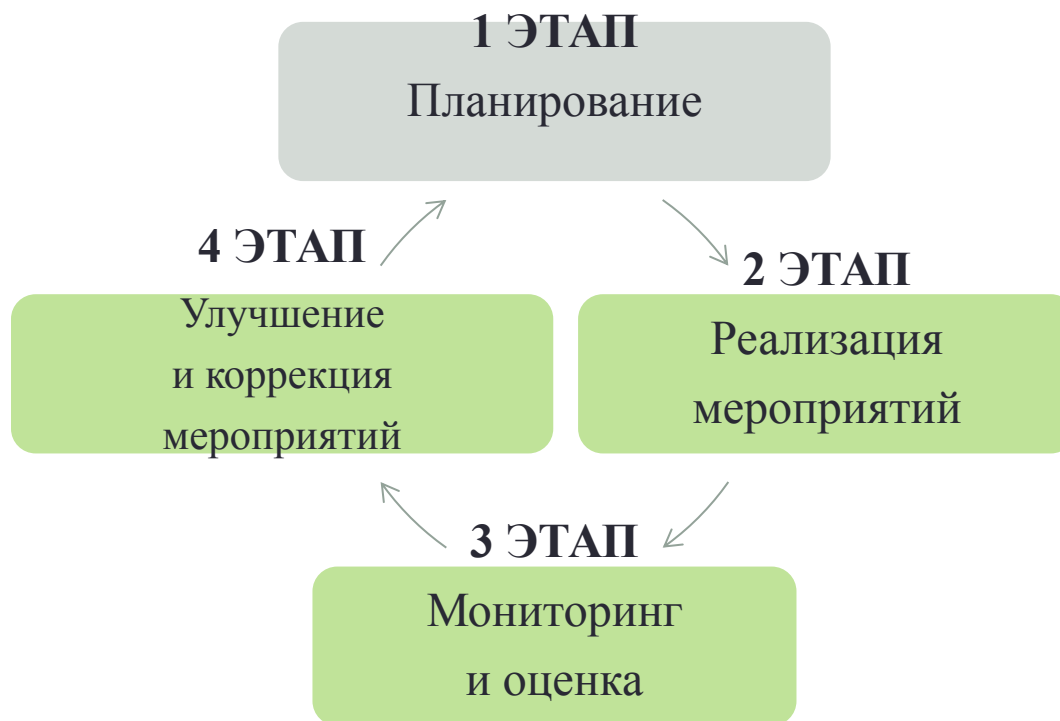 1 ЭТАП
Планирование
2 ЭТАП
Реализация
мероприятий
3 ЭТАП
Мониторинг
и оценка
4 ЭТАП
Улучшение
и коррекция
мероприятий